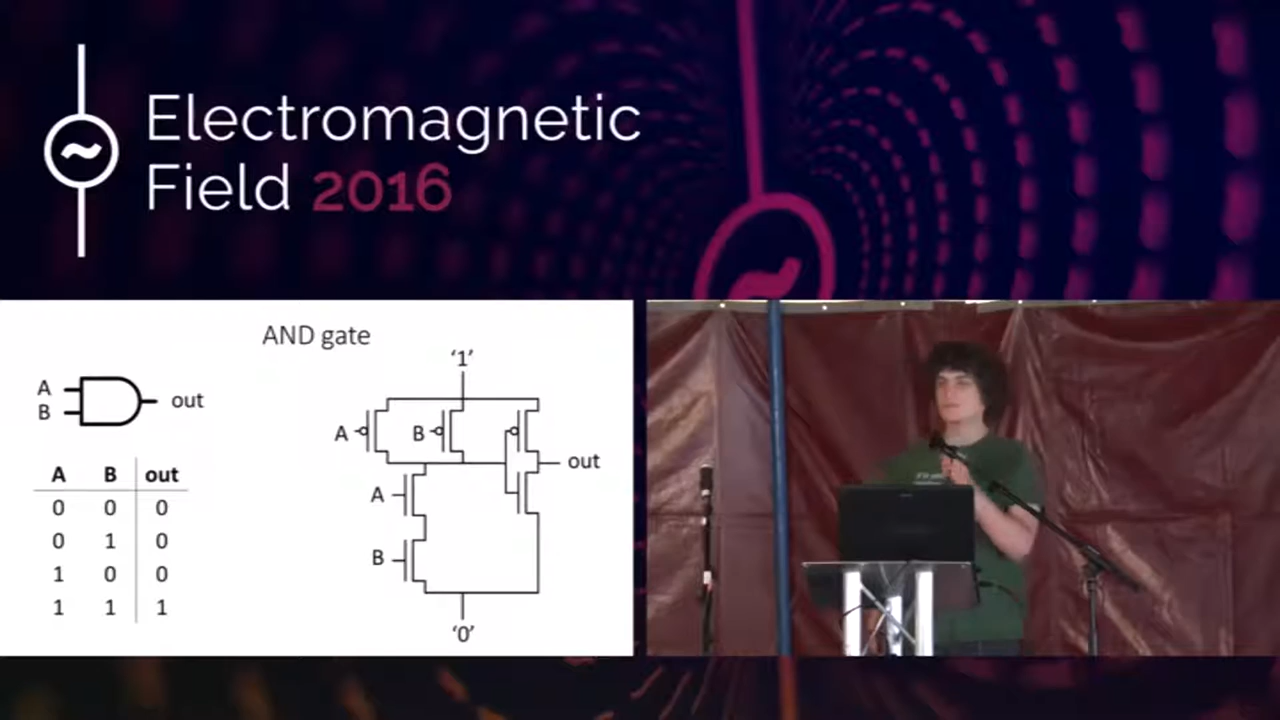 Electromagnetic
Field 2016
AND gate
A
B
out
A B out
0 0 0
0 1 0
1 0 0
1 1 1
‘1’
A
B
out
A
B
‘0’